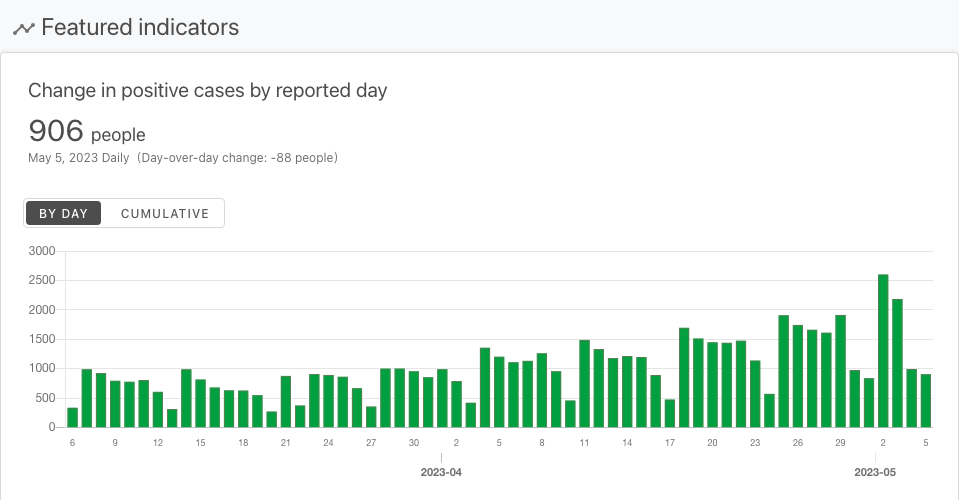 Featured indicators
Change in positive cases by reported day
906 people
May 5, 2023 Daily (Day-over-day change: -88 people)
BY DAY CUMULATIVE
3000
2500
2000
1500
1000
500
0
6 9 12 15 18 21 24 27 30 2 5 8 11 14 17 20 23 26 29 2 5
2023-04 2023-05